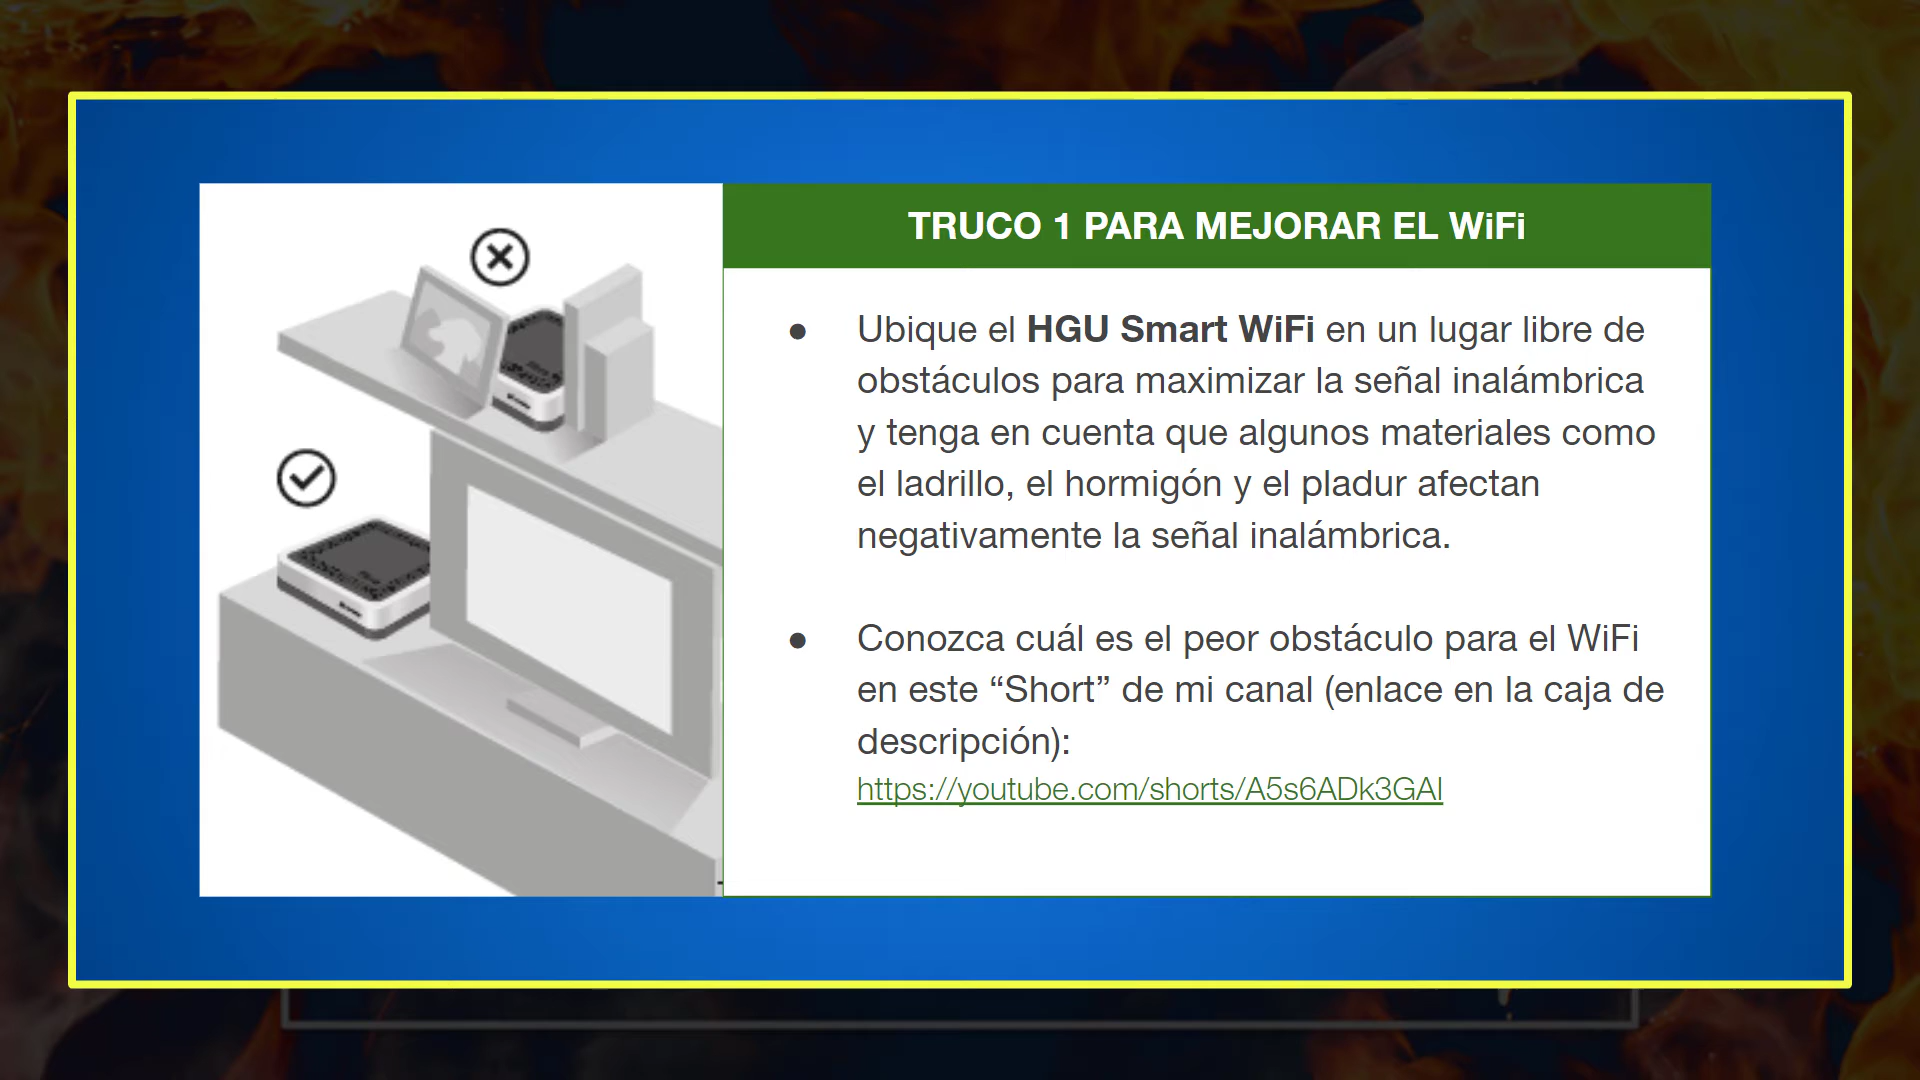 TRUCO 1 PARA MEJORAR EL WiFi
● Ubique el HGU Smart WiFi en un lugar libre de
obstáculos para maximizar la señal inalámbrica
y tenga en cuenta que algunos materiales como
el ladrillo, el hormigón y el pladur afectan
negativamente la señal inalámbrica.
● Conozca cuál es el peor obstáculo para el WiFi
en este “Short” de mi canal (enlace en la caja de
descripción):
https://youtube.com/shorts/A5s6ADk3GAI